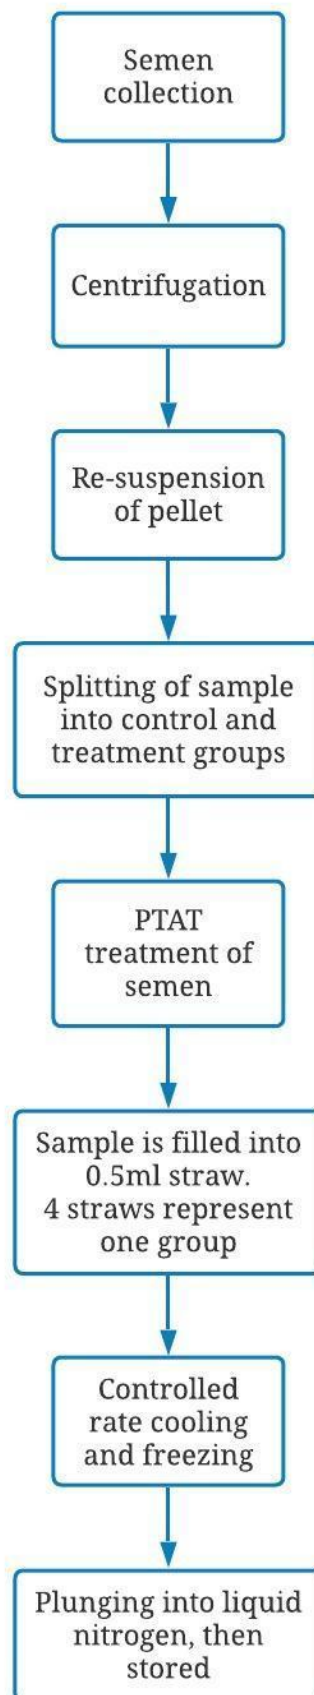 Semen
collection
Centrifugation
Re-suspension
of pellet
Splitting of sample
into control and
treatment groups
PTAT
treatment of
semen
Sample is filled into
0.5ml straw.
4 straws represent
one group
Controlled
rate cooling
and freezing
Plunging into liquid
nitrogen, then
stored